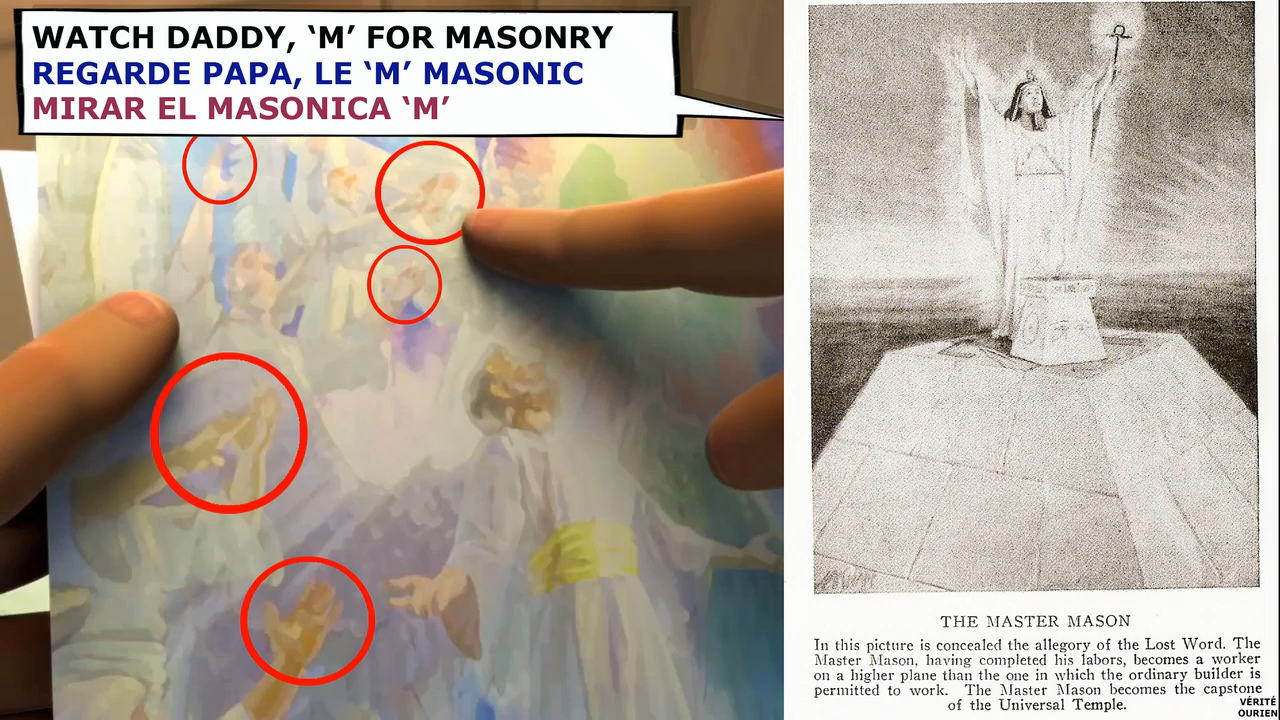 WATCH DADDY, ‘M’ FOR MASONRY
REGARDE PAPA, LE ‘M’ MASONIC
MIRAR EL MASONICA ‘M’
THE MASTER MASON
In this picture is concealed the allegory of the Lost Word. The
Master Mason, having completed his labors, becomes a worker
on a higher plane than the one in which the ordinary builder is
permitted to work. The Master Mason becomes the capstone
of the Universal Temple.
VÉRITÉ
OURIEN